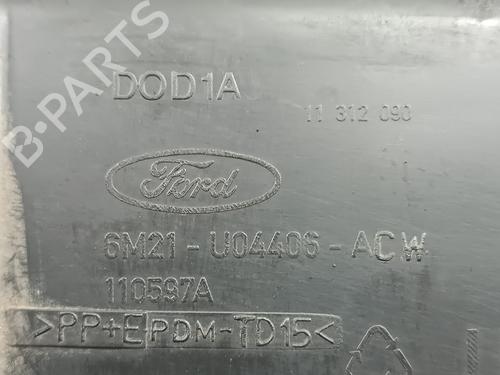 B-PARTS
DOD1A
11 312 090
Ford
6M21-U04406-ACW
110597A
>PP+EPDM-TD15<